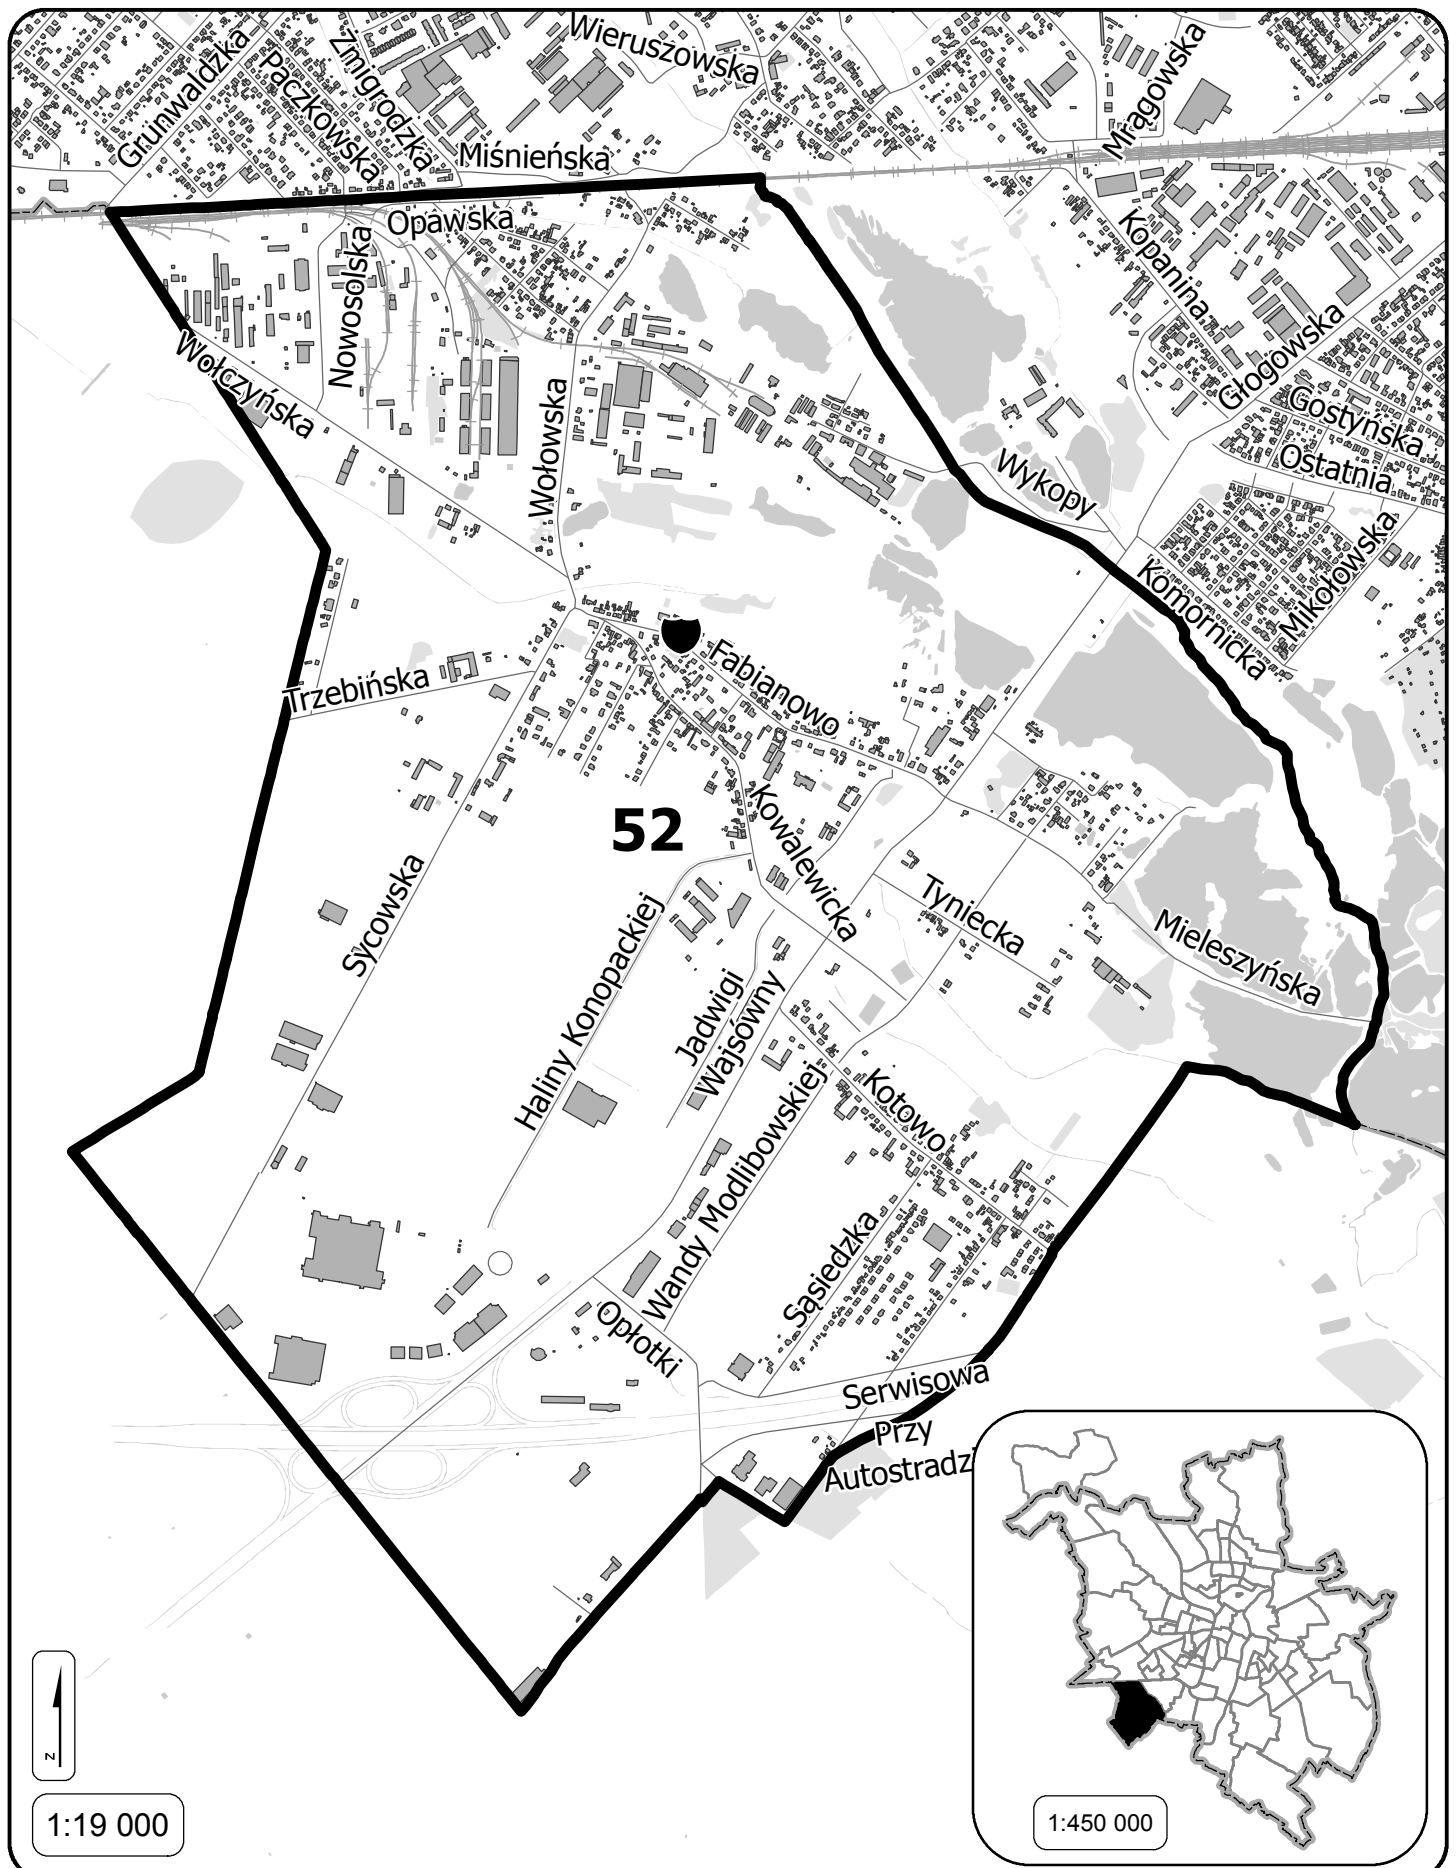 Grunwaldzka
Paczkowska
Żmigrodzka
Wieruszowska
Miśnieńska
Mrągowska
Opawska
Nowosolska
Kopanina
Głogowska
Wołczyńska
Wołowska
Gostyńska
Ostatnia
Wykopy
Mikołowska
Komornicka
Trzebińska
Fabianowo
52
Kowalewicka
Sycowska
Tyniecka
Mieleszyńska
Haliny Konopackiej
Jadwigi
Wajsówny
Kotowo
Wandy Modlibowskiej
Sąsiedzka
Opłotki
Serwisowa
Przy
Autostradzi
N
1:19 000
1:450 000